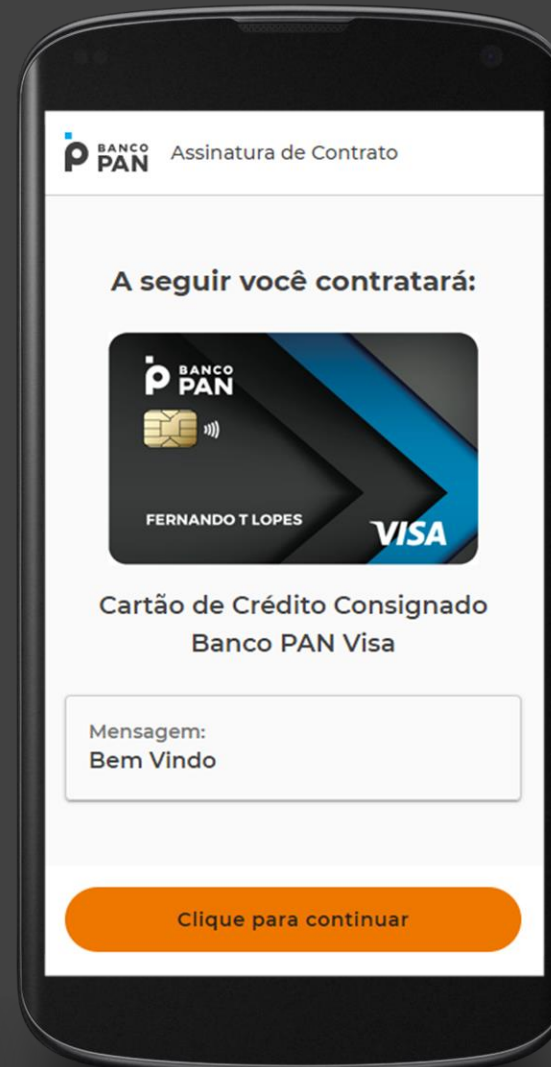 BANCO
PAN
Assinatura de Contrato
A seguir você contratará:
BANCO
PAN
FERNANDO T LOPES
VISA
Cartão de Crédito Consignado
Banco PAN Visa
Mensagem:
Bem Vindo
Clique para continuar